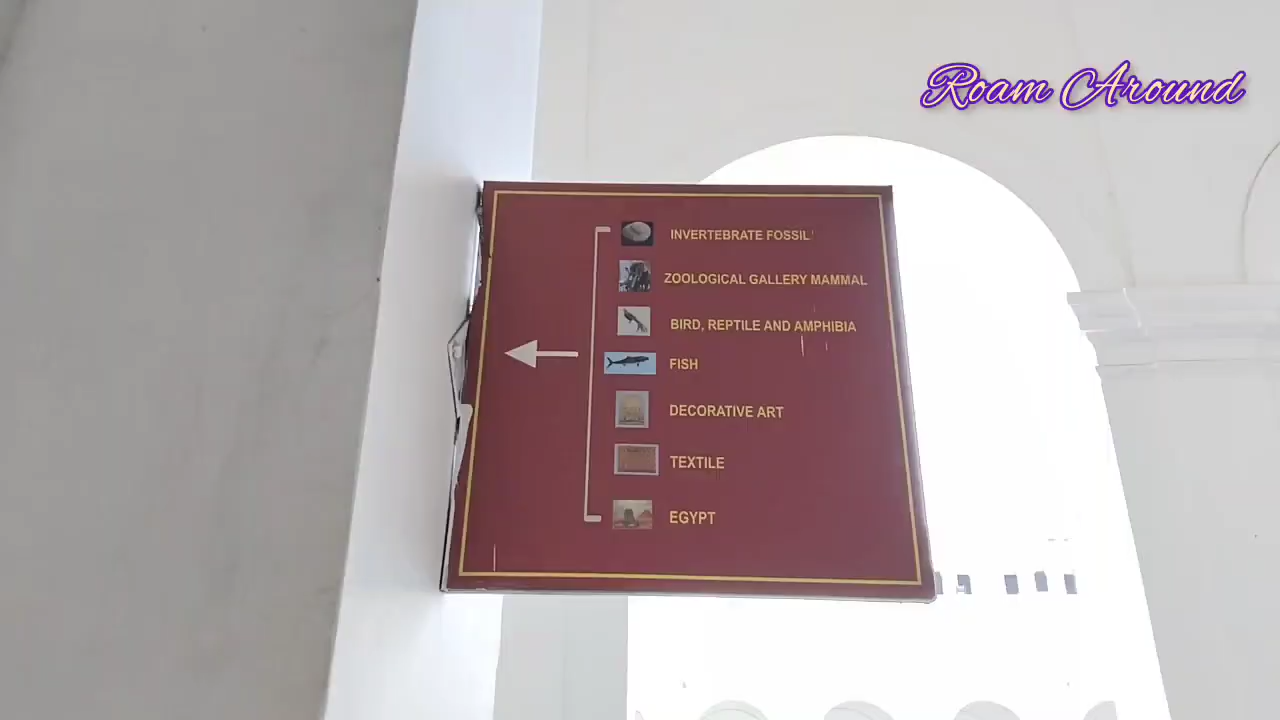 Roam Around
INVERTEBRATE FOSSIL
ZOOLOGICAL GALLERY MAMMAL
BIRD, REPTILE AND AMPHIBIA
FISH
DECORATIVE ART
TEXTILE
EGYPT